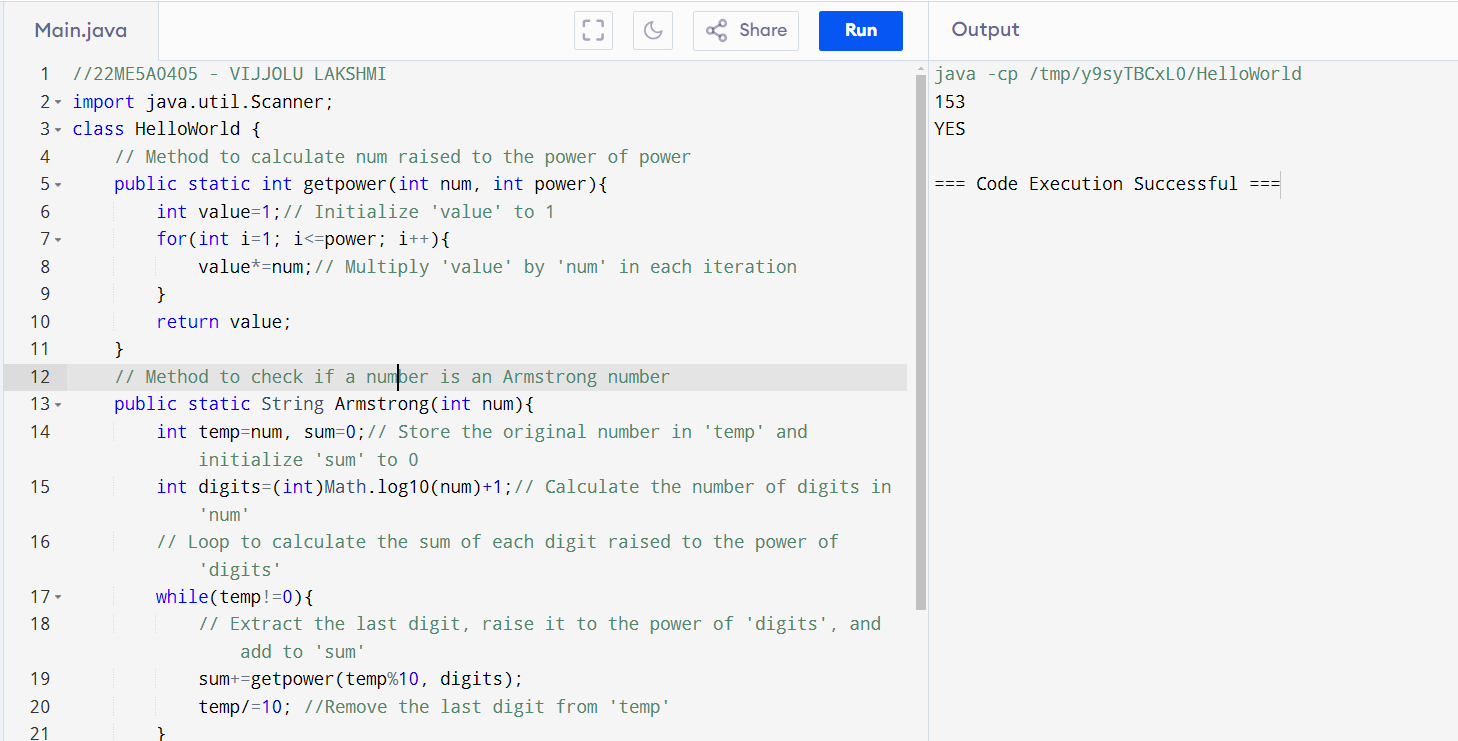 Main.java
Share
Run
Output
1 //22ME5A0405 - VIJJOLU LAKSHMI
2 import java.util.Scanner;
3 class HelloWorld {
4 // Method to calculate num raised to the power of power
5 public static int getpower(int num, int power){
6 int value=1;// Initialize 'value' to 1
7 for(int i=1; i<=power; i++){
8 value*=num;// Multiply 'value' by 'num' in each iteration
9 }
10 return value;
11 }
12 // Method to check if a number is an Armstrong number
13 public static String Armstrong(int num){
14 int temp=num, sum=0;// Store the original number in 'temp' and
initialize 'sum' to 0
15 int digits=(int)Math.log10(num)+1;// Calculate the number of digits in
'num'
16 // Loop to calculate the sum of each digit raised to the power of
'digits'
17 while(temp!=0){
18 // Extract the last digit, raise it to the power of 'digits', and
add to 'sum'
19 sum+=getpower(temp%10, digits);
20 temp/=10; //Remove the last digit from 'temp'
21 }
java -cp /tmp/y9syTBCxL0/HelloWorld
153
YES
=== Code Execution Successful ===